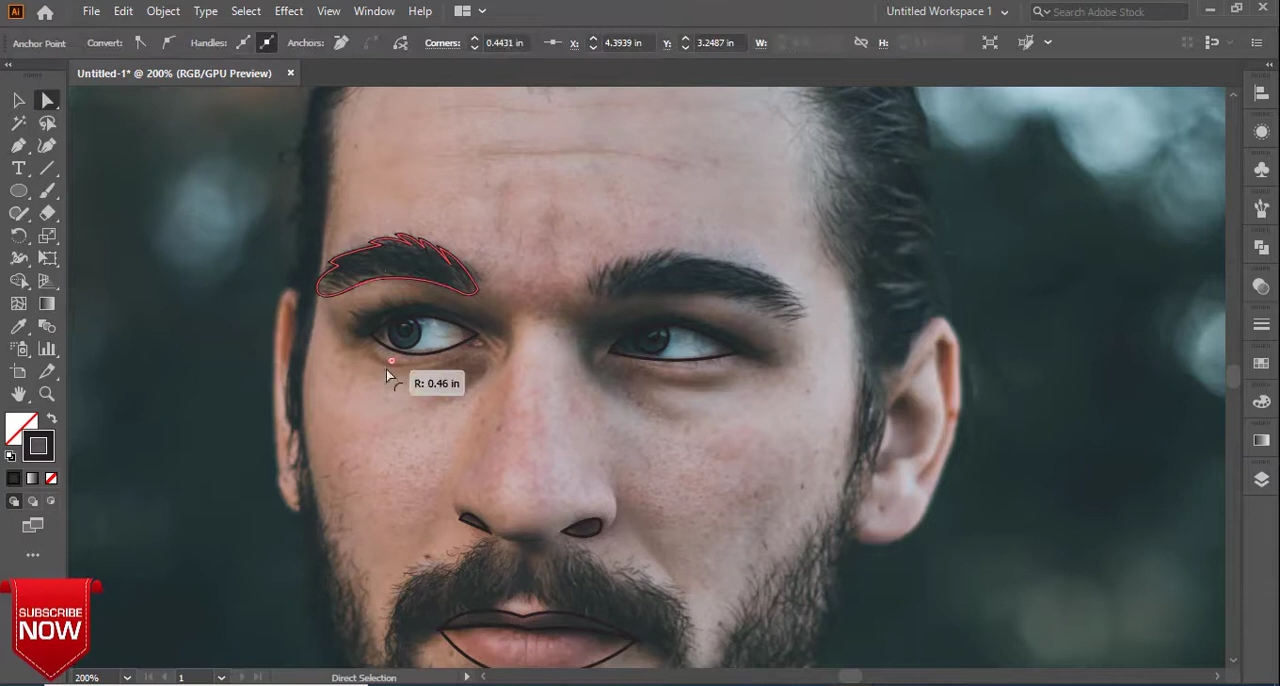 Ai File Edit Object Type Select Effect View Window Help Untitled Workspace 1 Search Adobe Stock
Anchor Point Convert: Handles: Anchors: Corners: 0.4431 in X: 4.3939 in Y: 3.2487 in W: H:
Untitled-1* @ 200% (RGB/GPU Preview)
R: 0.46 in
SUBSCRIBE
NOW
200% 1 Direct Selection